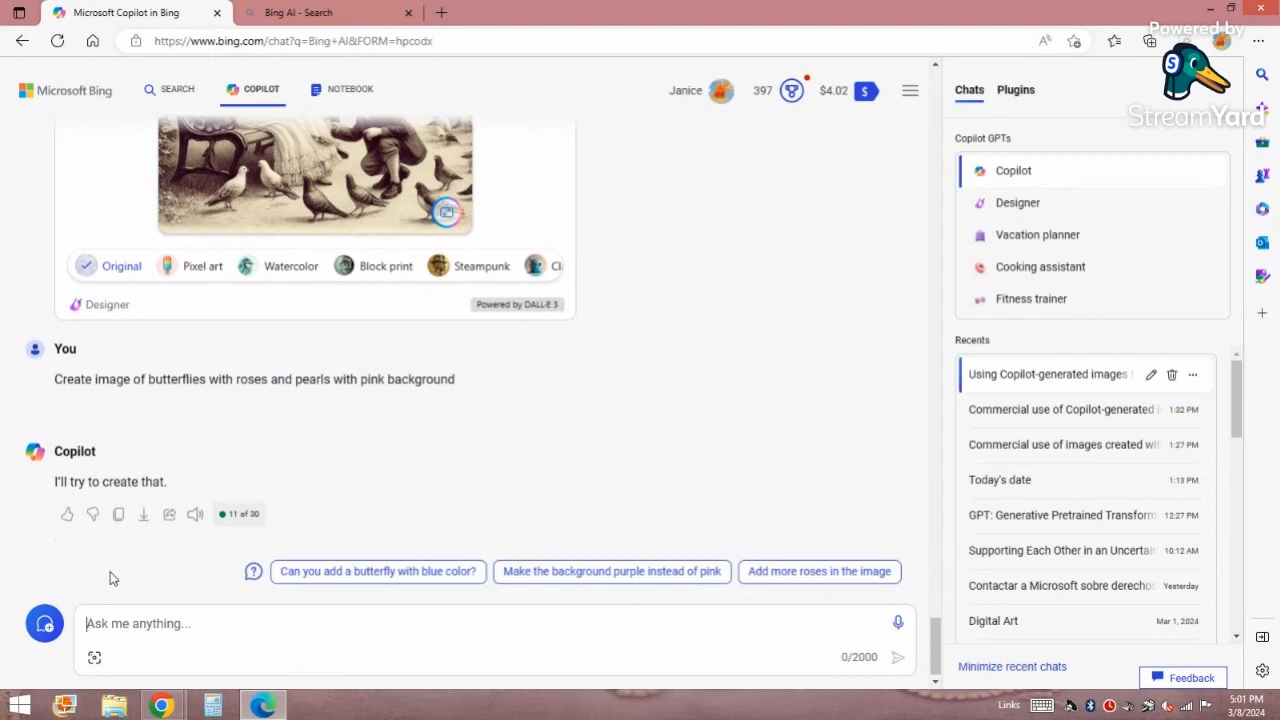 Microsoft Copilot in Bing
Bing AI - Search
https://www.bing.com/chat?q=Bing+AI&FORM=hpcodx
Powered by
StreamYard
Microsoft Bing
SEARCH
COPILOT
NOTEBOOK
Janice
397
$4.02
$
Chats
Plugins
Copilot GPTs
Copilot
Designer
Vacation planner
Cooking assistant
Fitness trainer
Original
Pixel art
Watercolor
Block print
Steampunk
Designer
Powered by DALL·E 3
Recents
Using Copilot-generated images
Commercial use of Copilot-generated
1:32 PM
Commercial use of images created
1:27 PM
Today's date
1:13 PM
GPT: Generative Pretrained
12:27 PM
Supporting Each Other in an
10:12 AM
Contactar a Microsoft sobre
Yesterday
Digital Art
Mar 1, 2024
You
Create image of butterflies with roses and pearls with pink background
Copilot
I'll try to create that.
11 of 30
Can you add a butterfly with blue color?
Make the background purple instead of pink
Add more roses in the image
Ask me anything...
0/2000
Minimize recent chats
Feedback
Links
5:01 PM
3/8/2024